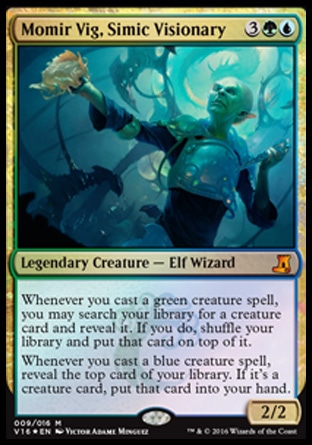 Momir Vig, Simic Visionary 3
Legendary Creature — Elf Wizard
Whenever you cast a green creature spell,
you may search your library for a creature
card and reveal it. If you do, shuffle your
library and put that card on top of it.
Whenever you cast a blue creature spell,
reveal the top card of your library. If it's a
creature card, put that card into your hand.
2/2
009/016 M
V16 ★ EN Victor Adame Minguez
™ & © 2016 Wizards of the Coast